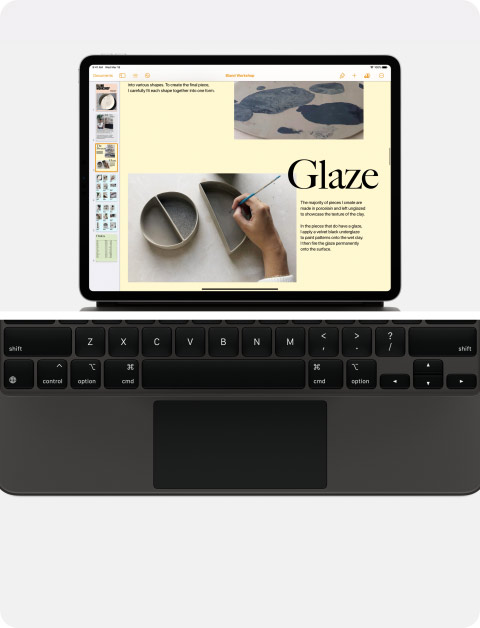 Documents
Bowl Workshop
into various shapes. To create the final piece,
I carefully fit each shape together into one form.
Glaze
The majority of pieces I create are
made in porcelain and left unglazed
to showcase the texture of the clay.
In the pieces that do have a glaze,
I apply a velvet black underglaze
to paint patterns onto the wet clay.
I then fire the glaze permanently
onto the surface.
shift Z X C V B N M < , > . ? / shift
control option cmd cmd option